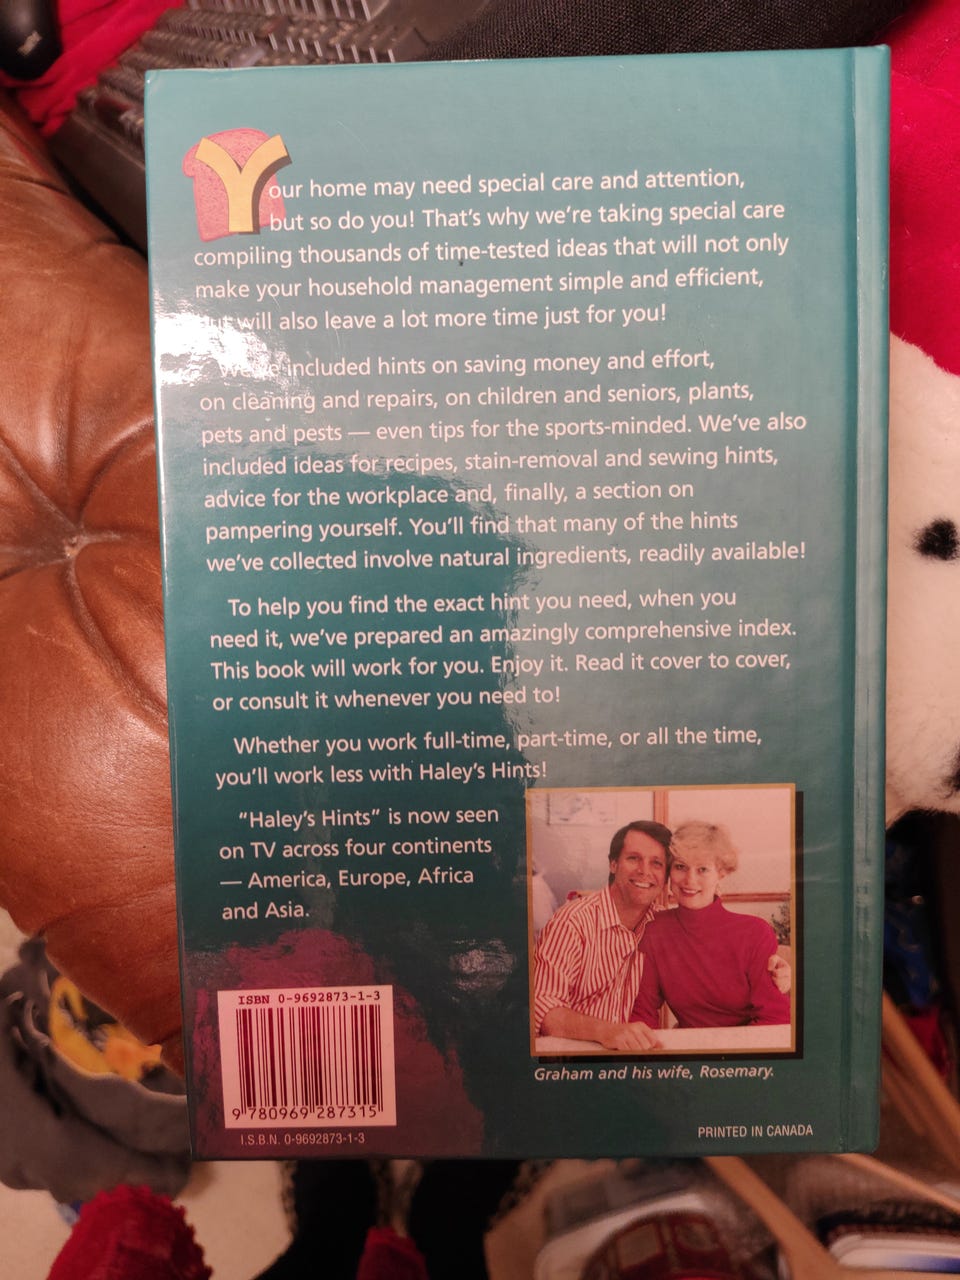 Your home may need special care and attention,
but so do you! That's why we're taking special care
compiling thousands of time-tested ideas that will not only
make your household management simple and efficient,
but will also leave a lot more time just for you!
We've included hints on saving money and effort,
on cleaning and repairs, on children and seniors, plants,
pets and pests — even tips for the sports-minded. We've also
included ideas for recipes, stain-removal and sewing hints,
advice for the workplace and, finally, a section on
pampering yourself. You'll find that many of the hints
we've collected involve natural ingredients, readily available!
To help you find the exact hint you need, when you
need it, we've prepared an amazingly comprehensive index.
This book will work for you. Enjoy it. Read it cover to cover,
or consult it whenever you need to!
Whether you work full-time, part-time, or all the time,
you'll work less with Haley's Hints!
"Haley's Hints" is now seen
on TV across four continents
— America, Europe, Africa
and Asia.
ISBN 0-9692873-1-3
9 780969 287315
I.S.B.N. 0-9692873-1-3
Graham and his wife, Rosemary.
PRINTED IN CANADA